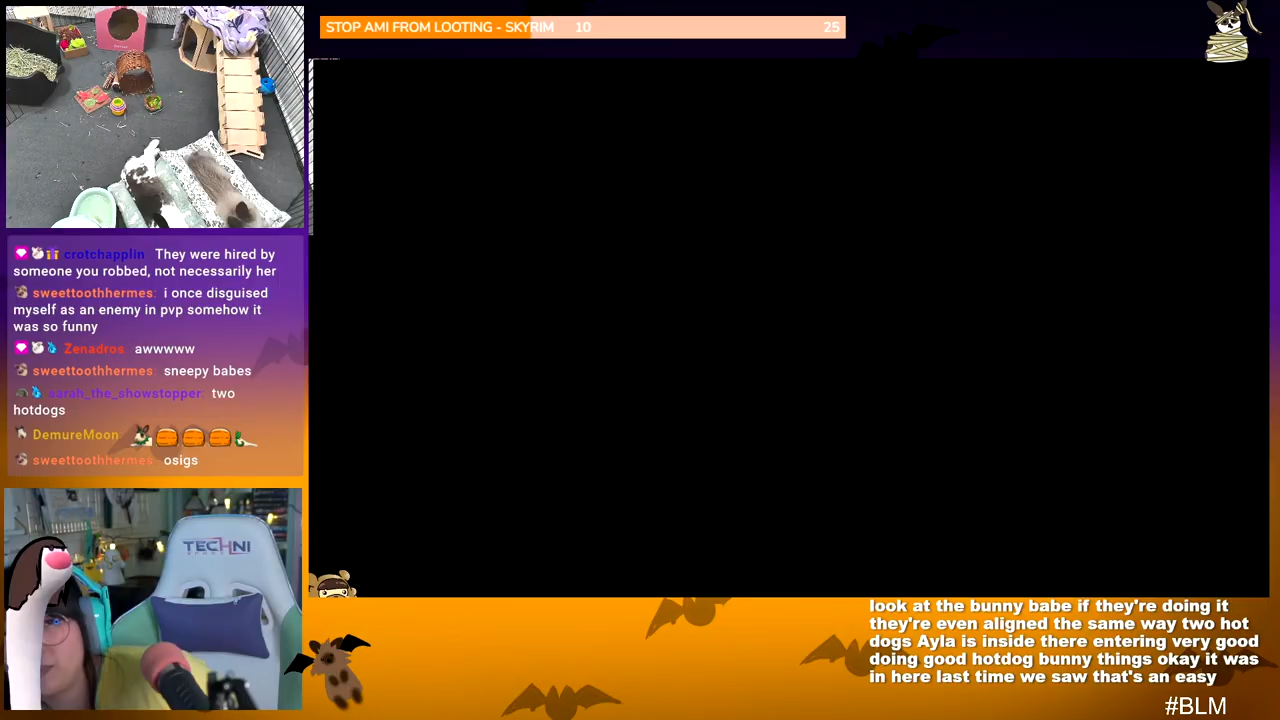 STOP AMI FROM LOOTING - SKYRIM 10 25
crotchapplin They were hired by
someone you robbed, not necessarily her
sweettoothhermes: i once disguised
myself as an enemy in pvp somehow it
was so funny
Zenadros: awwwww
sweettoothhermes: sneepy babes
sarah_the_showstopper: two
hotdogs
DemureMoon:
sweettoothhermes: osigs
TECHNI
look at the bunny babe if they're doing it
they're even aligned the same way two hot
dogs Ayla is inside there entering very good
doing good hotdog bunny things okay it was
in here last time we saw that's an easy
#BLM